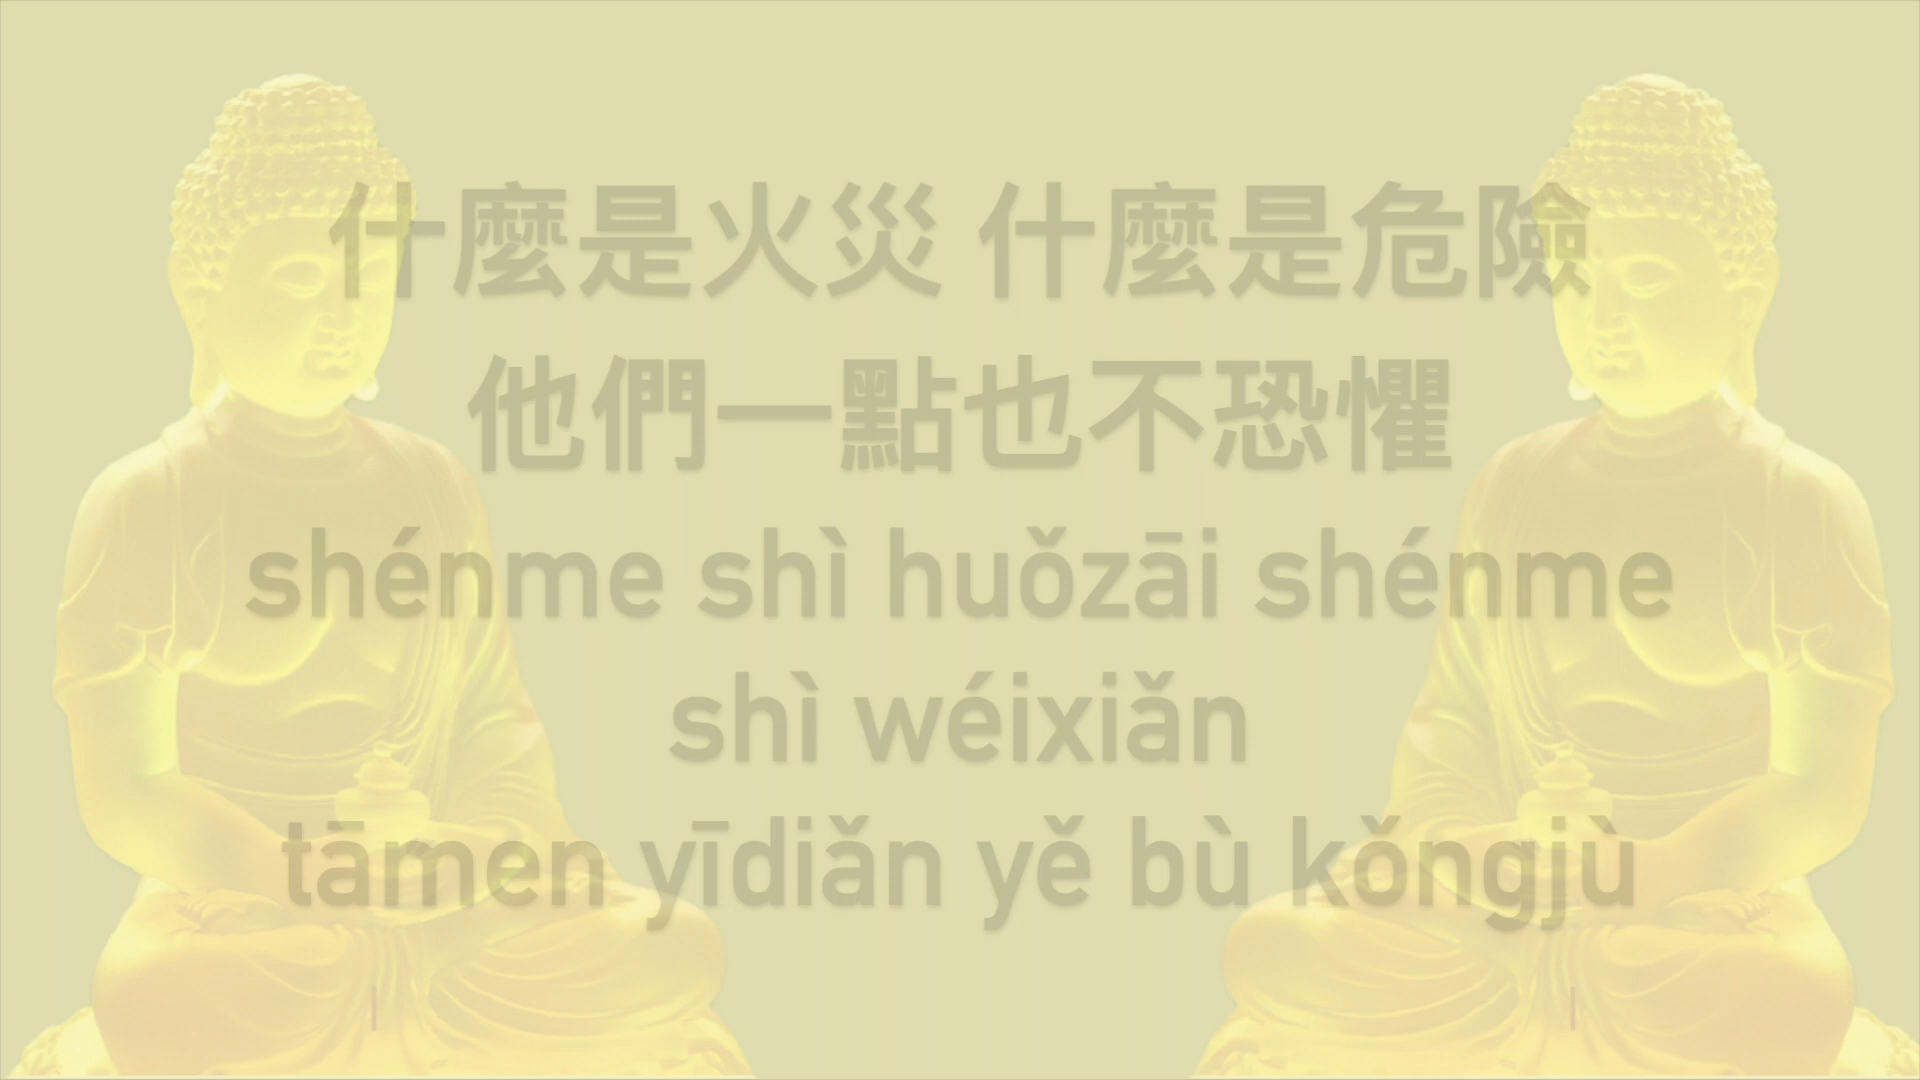 什麼是火災 什麼是危險
他們一點也不恐懼
shénme shì huǒzāi shénme
shì wéixiǎn
tāmen yīdiǎn yě bù kǒngjù